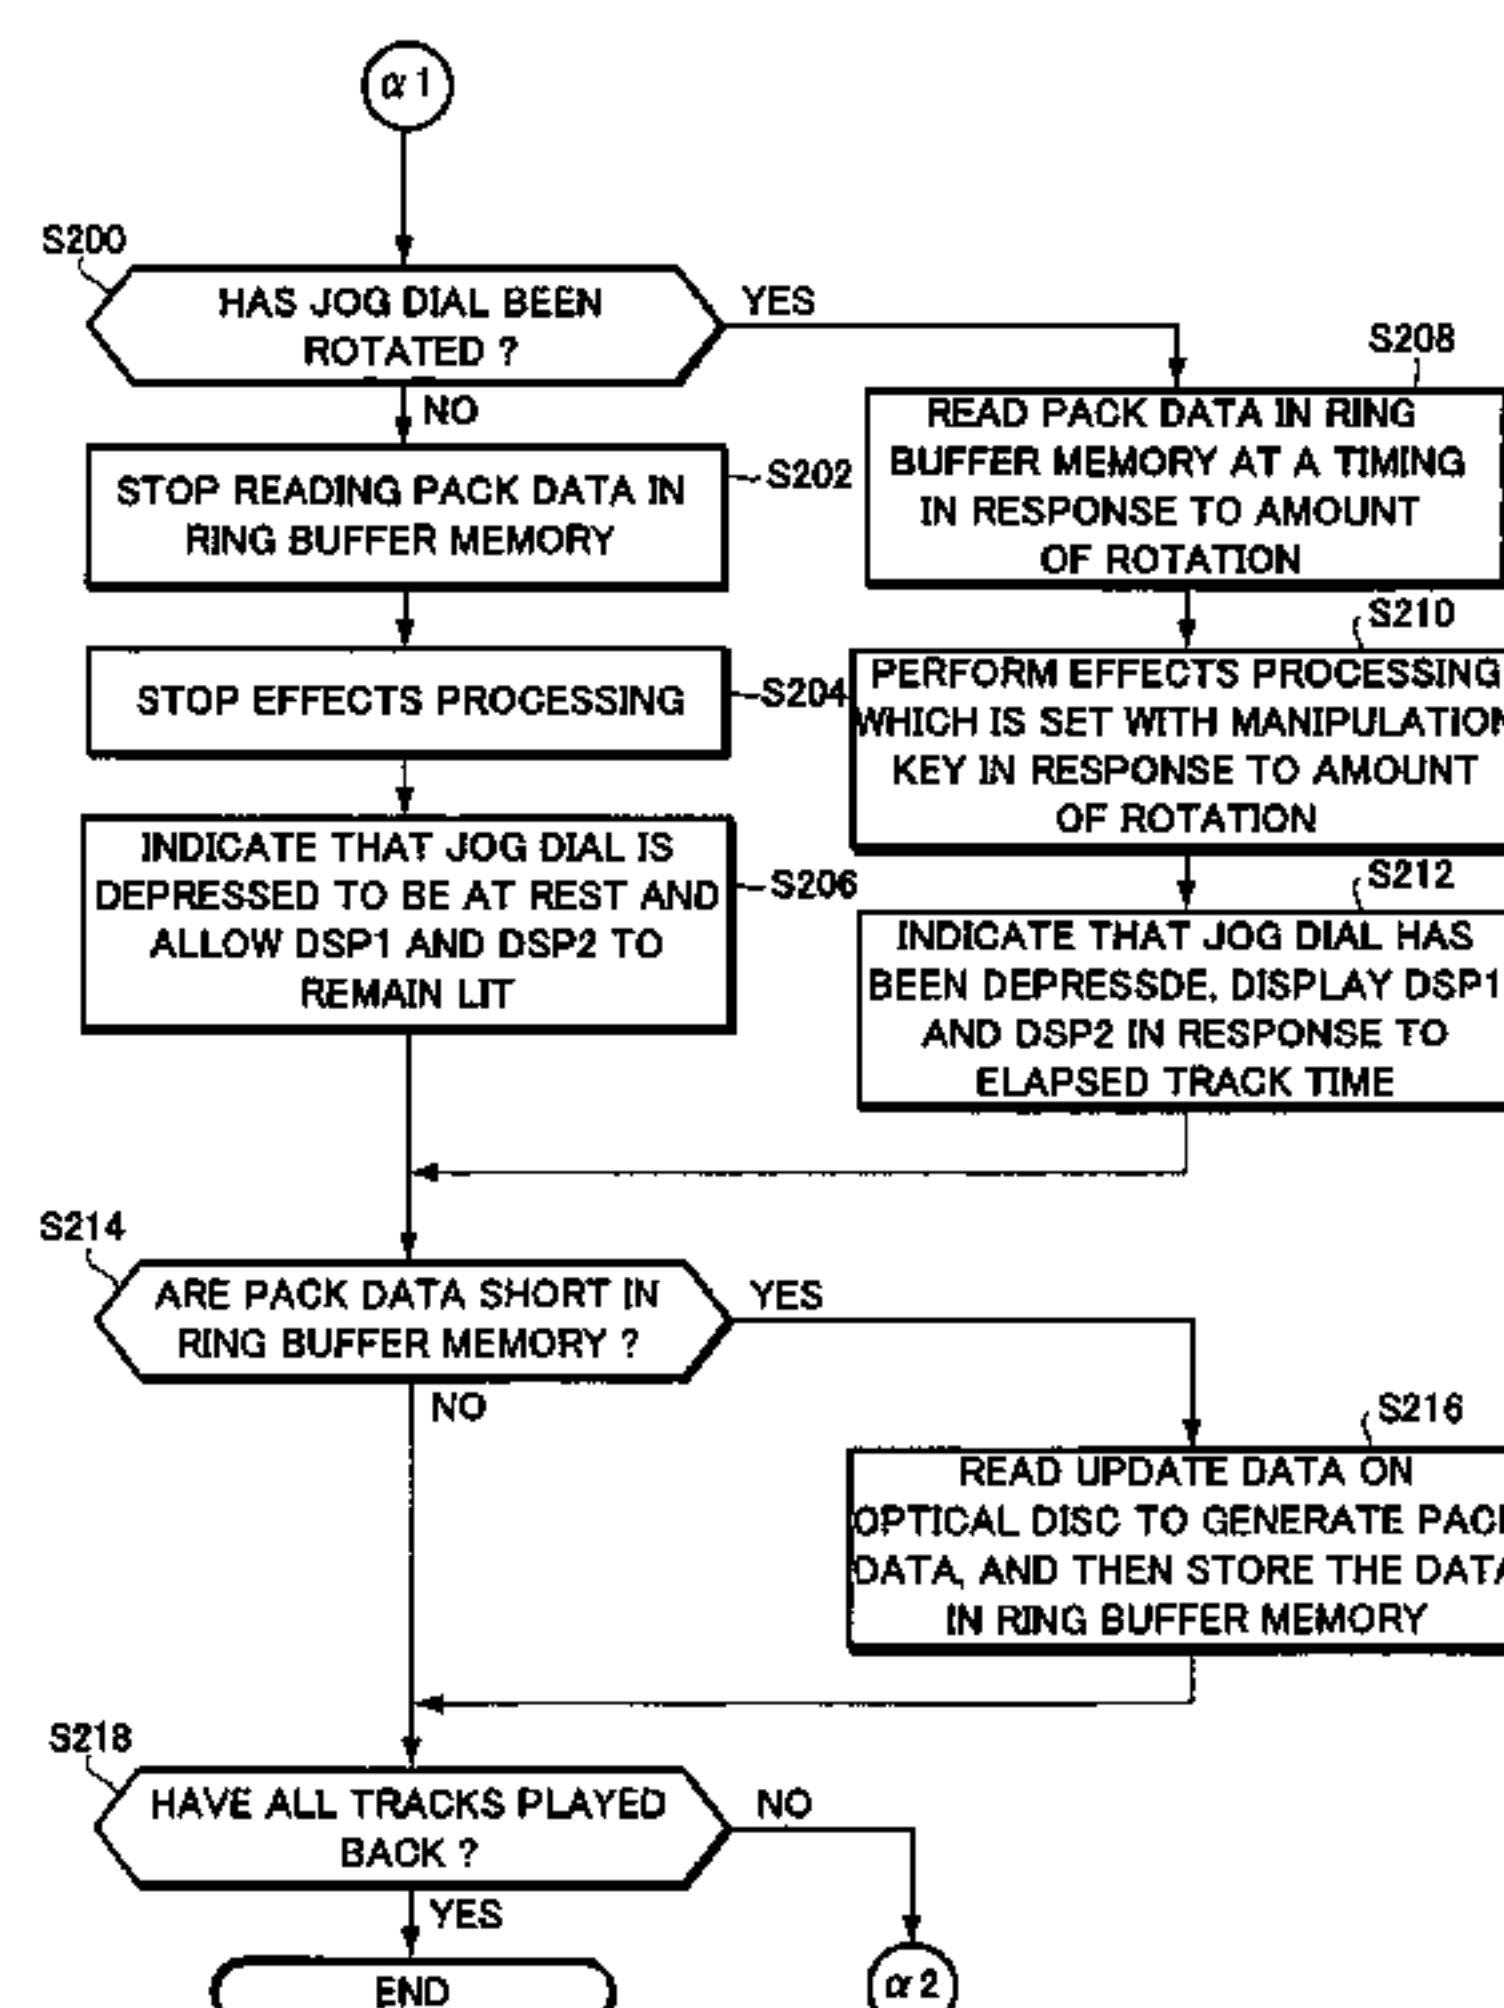 α1
S200
HAS JOG DIAL BEEN
ROTATED ?
YES
NO
S202
STOP READING PACK DATA IN
RING BUFFER MEMORY
S204
STOP EFFECTS PROCESSING
S206
INDICATE THAT JOG DIAL IS
DEPRESSED TO BE AT REST AND
ALLOW DSP1 AND DSP2 TO
REMAIN LIT
S208
READ PACK DATA IN RING
BUFFER MEMORY AT A TIMING
IN RESPONSE TO AMOUNT
OF ROTATION
S210
PERFORM EFFECTS PROCESSING
WHICH IS SET WITH MANIPULATION
KEY IN RESPONSE TO AMOUNT
OF ROTATION
S212
INDICATE THAT JOG DIAL HAS
BEEN DEPRESSDE, DISPLAY DSP1
AND DSP2 IN RESPONSE TO
ELAPSED TRACK TIME
S214
ARE PACK DATA SHORT IN
RING BUFFER MEMORY ?
YES
NO
S216
READ UPDATE DATA ON
OPTICAL DISC TO GENERATE PACK
DATA, AND THEN STORE THE DATA
IN RING BUFFER MEMORY
S218
HAVE ALL TRACKS PLAYED
BACK ?
NO
YES
END
α2